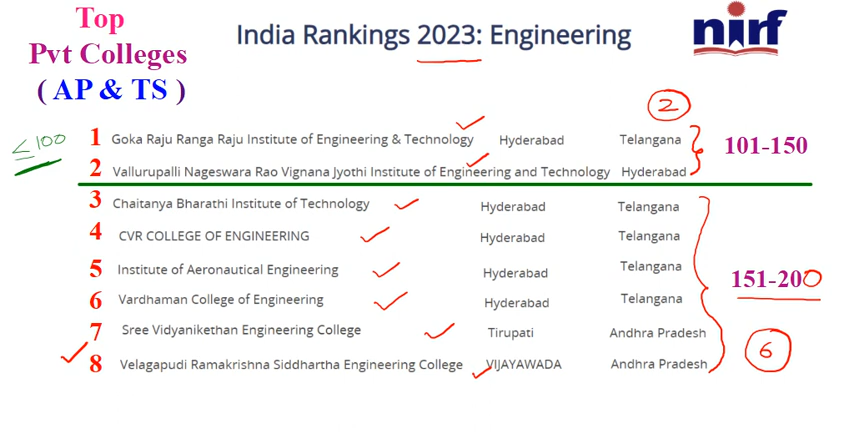 Top
Pvt Colleges
( AP & TS )
India Rankings 2023: Engineering
nirf
2
≤100
1 Goka Raju Ranga Raju Institute of Engineering & Technology Hyderabad Telangana
101-150
2 Vallurupalli Nageswara Rao Vignana Jyothi Institute of Engineering and Technology Hyderabad
3 Chaitanya Bharathi Institute of Technology Hyderabad Telangana
4 CVR COLLEGE OF ENGINEERING Hyderabad Telangana
5 Institute of Aeronautical Engineering Hyderabad Telangana
151-200
6 Vardhaman College of Engineering Hyderabad Telangana
7 Sree Vidyanikethan Engineering College Tirupati Andhra Pradesh
6
8 Velagapudi Ramakrishna Siddhartha Engineering College VIJAYAWADA Andhra Pradesh